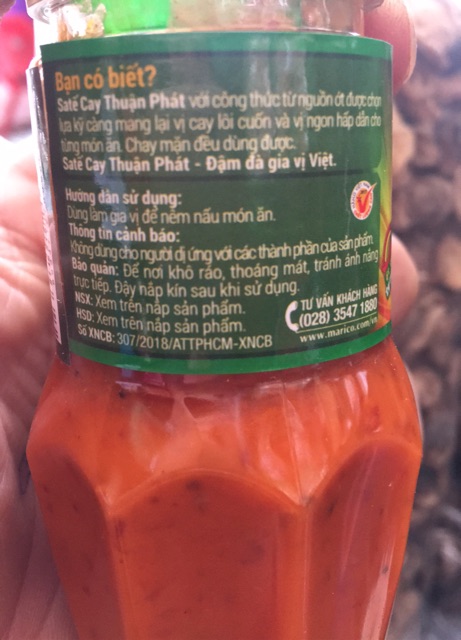 Bạn có biết?
Saté Cay Thuận Phát với công thức từ nguồn ớt được chọn
lựa kỹ càng mang lại vị cay lôi cuốn và vị ngon hấp dẫn cho
từng món ăn. Chay mặn đều dùng được.
Saté Cay Thuận Phát - Đậm đà gia vị Việt.
Hướng dẫn sử dụng:
Dùng làm gia vị để nêm nấu món ăn.
Thông tin cảnh báo:
Không dùng cho người dị ứng với các thành phần của sản phẩm.
Bảo quản: Để nơi khô ráo, thoáng mát, tránh ánh nắng
trực tiếp. Đậy nắp kín sau khi sử dụng.
NSX: Xem trên nắp sản phẩm.
HSD: Xem trên nắp sản phẩm.
Số XNCB: 307/2018/ATTPHCM-XNCB
TƯ VẤN KHÁCH HÀNG
(028) 3547 1880
www.marico.com/vn